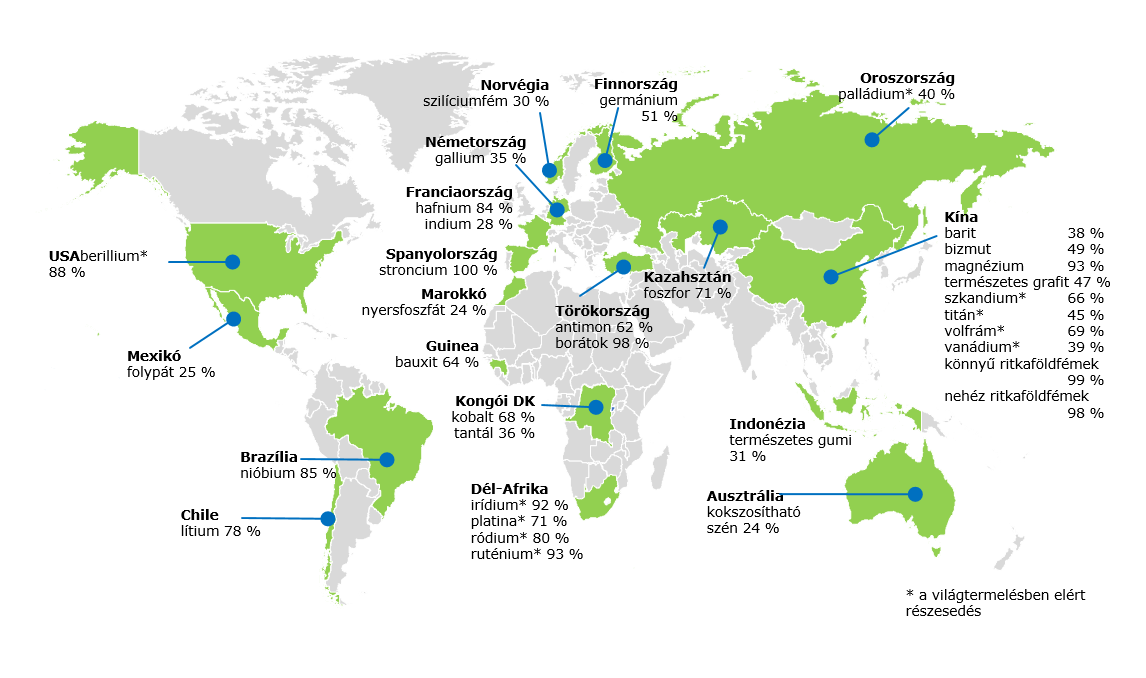 Norvégia
szilíciumfém 30 %
Finnország
germánium
51 %
Oroszország
palládium* 40 %
Németország
gallium 35 %
Franciaország
hafnium 84 %
indium 28 %
Spanyolország
stroncium 100 %
Marokkó
nyersfoszfát 24 %
Guinea
bauxit 64 %
Kongói DK
kobalt 68 %
tantál 36 %
Törökország
antimon 62 %
borátok 98 %
Kazahsztán
foszfor 71 %
Kína
barit 38 %
bizmut 49 %
magnézium 93 %
természetes grafit 47 %
szkandium* 66 %
titán* 45 %
volfrám* 69 %
vanádium* 39 %
könnyű ritkaföldfémek
99 %
nehéz ritkaföldfémek
98 %
USAberillium*
88 %
Mexikó
folypát 25 %
Brazília
nióbium 85 %
Chile
lítium 78 %
Dél-Afrika
irídium* 92 %
platina* 71 %
ródium* 80 %
ruténium* 93 %
Indonézia
természetes gumi
31 %
Ausztrália
kokszosítható
szén 24 %
* a világtermelésben elért
részesedés